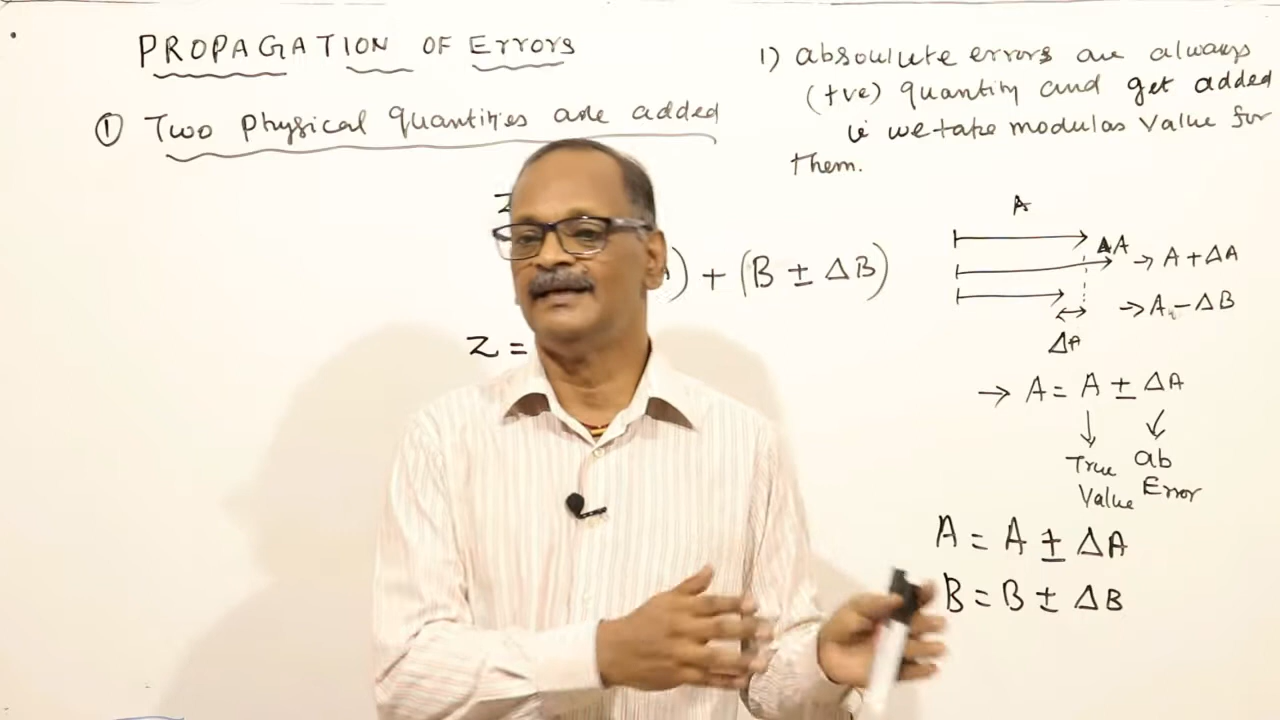 PROPAGATION OF Errors
① Two Physical quantities are added
Z
) + (B ± ΔB)
Z =
1) absolute errors are always
(+ve) quantity and get added
ie we take modulas value for
Them.
A
ΔA → A + ΔA
→ A - ΔB
ΔA
→ A = A ± ΔA
True ab
Value Error
A = A ± ΔA
B = B ± ΔB